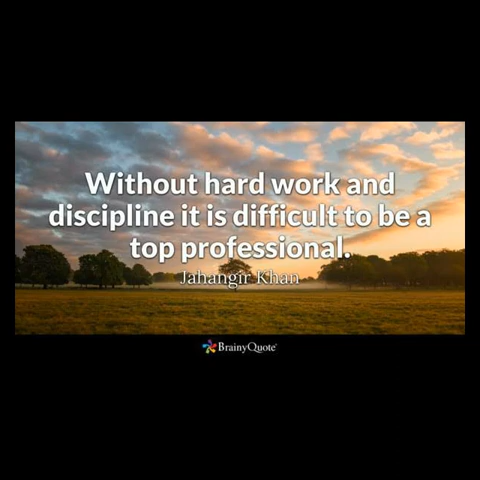 Without hard work and
discipline it is difficult to be a
top professional.
Jahangir Khan
BrainyQuote